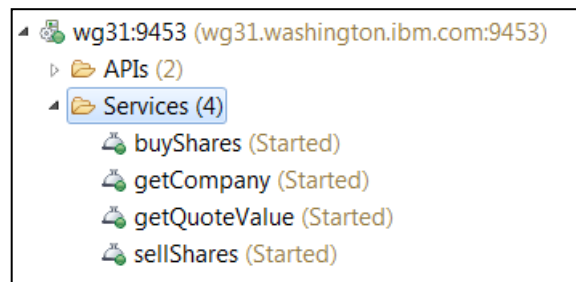 wg31:9453 (wg31.washington.ibm.com:9453)
APIs (2)
Services (4)
buyShares (Started)
getCompany (Started)
getQuoteValue (Started)
sellShares (Started)